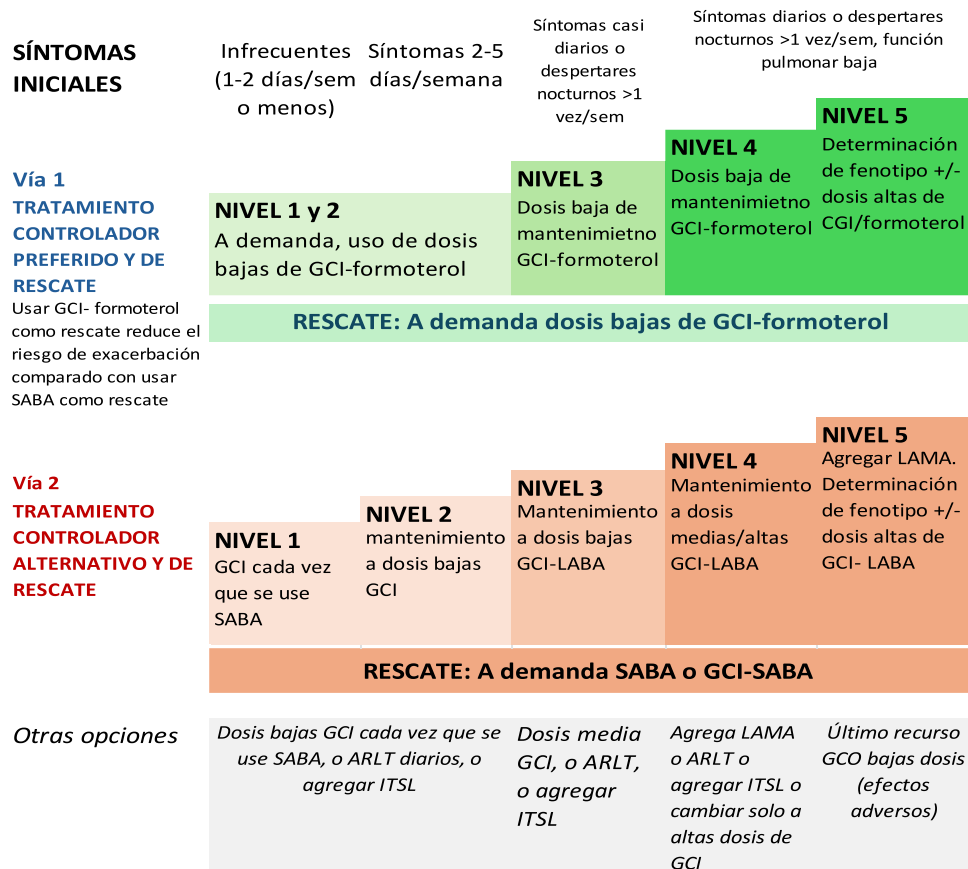 SÍNTOMAS
INICIALES
Infrecuentes
(1-2 días/sem
o menos)
Síntomas 2-5
días/semana
Síntomas casi
diarios o
despertares
nocturnos >1
vez/sem
Síntomas diarios o despertares
nocturnos >1 vez/sem, función
pulmonar baja
Vía 1
TRATAMIENTO
CONTROLADOR
PREFERIDO Y DE
RESCATE
Usar GCI- formoterol
como rescate reduce el
riesgo de exacerbación
comparado con usar
SABA como rescate
NIVEL 1 y 2
A demanda, uso de dosis
bajas de GCI-formoterol
NIVEL 3
Dosis baja de
mantenimietno
GCI-formoterol
NIVEL 4
Dosis baja de
mantenimietno
GCI-formoterol
NIVEL 5
Determinación
de fenotipo +/-
dosis altas de
CGI/formoterol
RESCATE: A demanda dosis bajas de GCI-formoterol
Vía 2
TRATAMIENTO
CONTROLADOR
ALTERNATIVO Y DE
RESCATE
NIVEL 1
GCI cada vez
que se use
SABA
NIVEL 2
mantenimiento
a dosis bajas
GCI
NIVEL 3
Mantenimiento
a dosis bajas
GCI-LABA
NIVEL 4
Mantenimiento
a dosis
medias/altas
GCI-LABA
NIVEL 5
Agregar LAMA.
Determinación
de fenotipo +/-
dosis altas de
GCI- LABA
RESCATE: A demanda SABA o GCI-SABA
Otras opciones
Dosis bajas GCI cada vez que se
use SABA, o ARLT diarios, o
agregar ITSL
Dosis media
GCI, o ARLT,
o agregar
ITSL
Agrega LAMA
o ARLT o
agregar ITSL o
cambiar solo a
altas dosis de
GCI
Último recurso
GCO bajas dosis
(efectos
adversos)